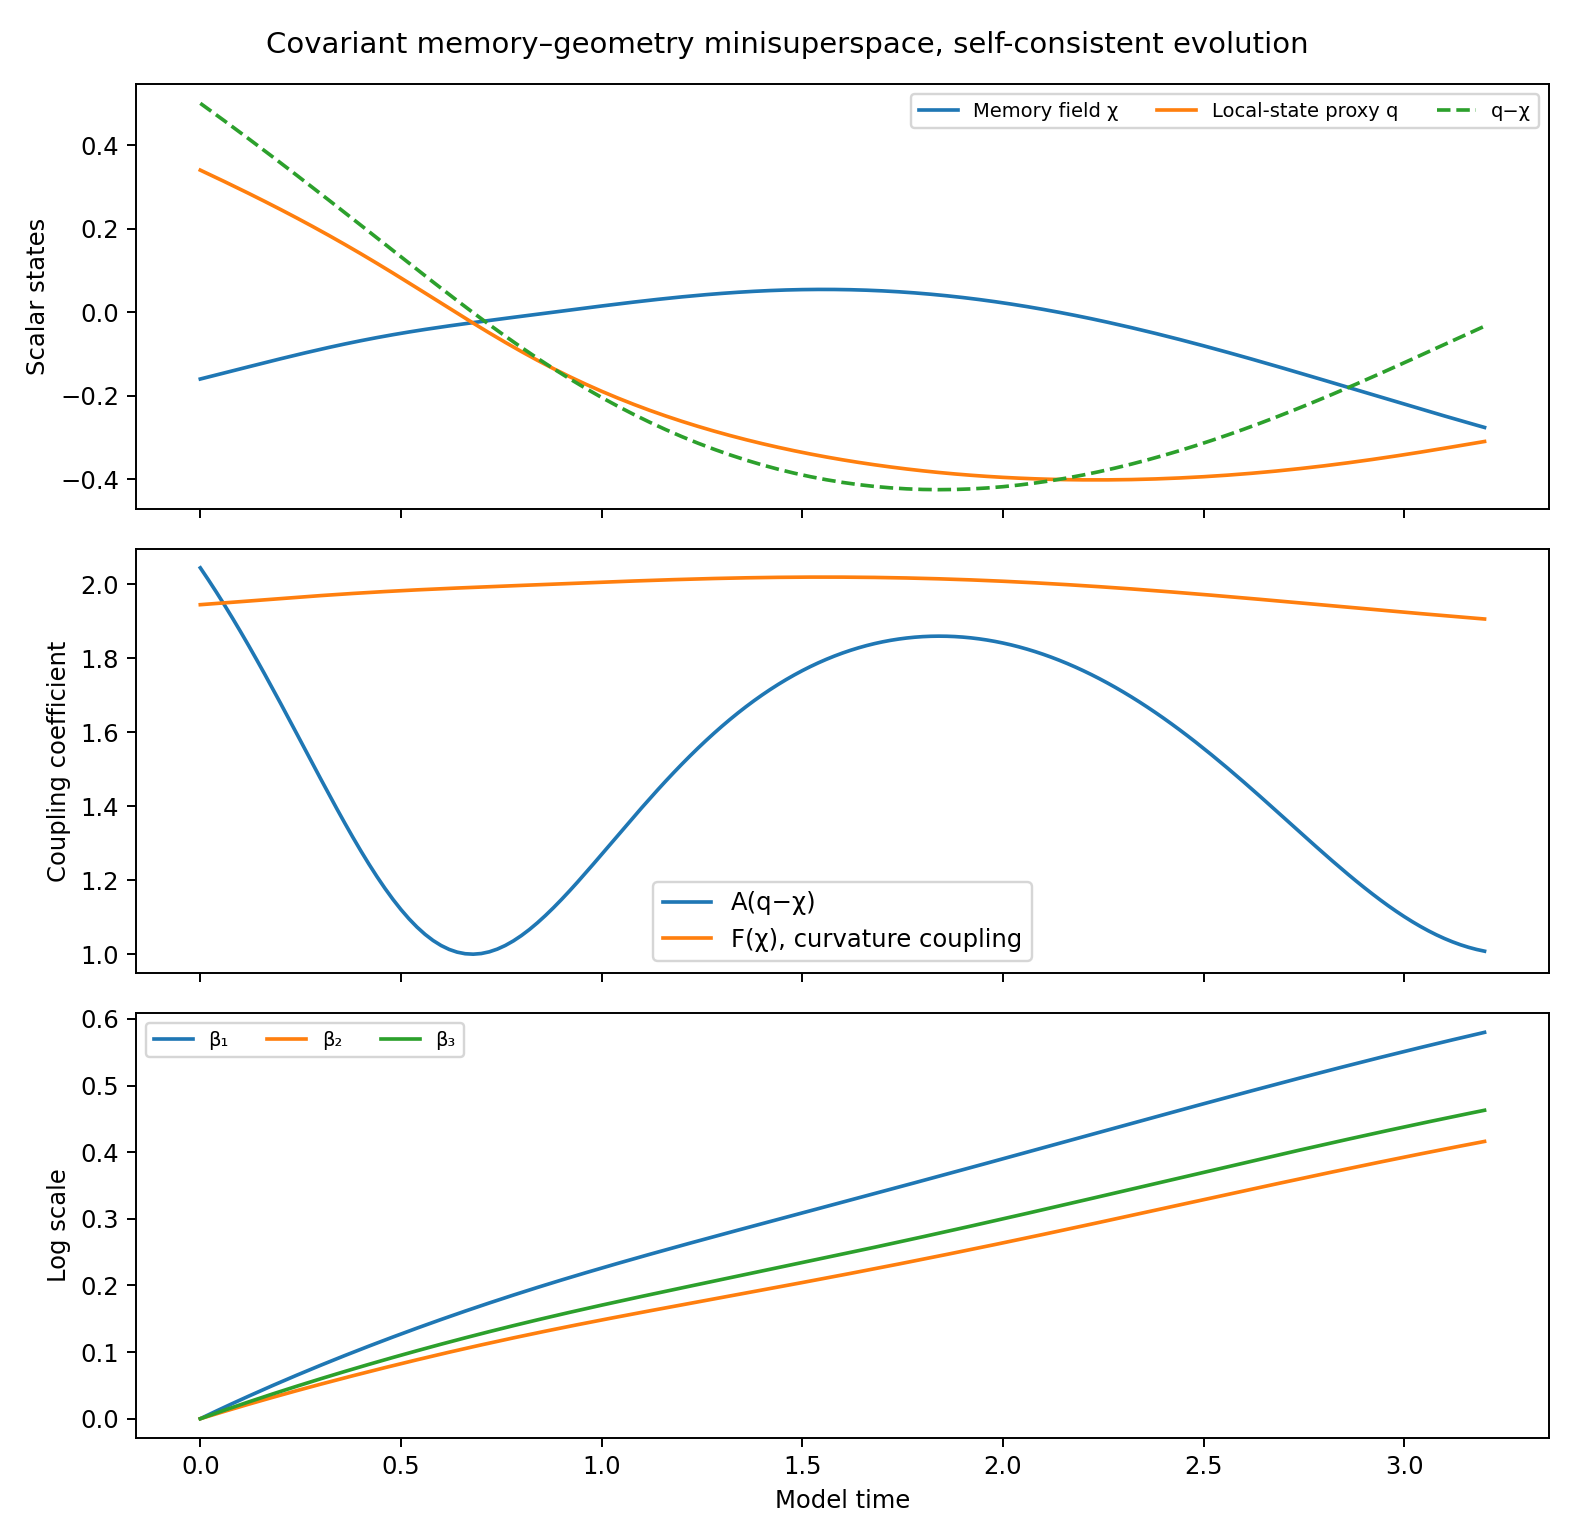 Covariant memory–geometry minisuperspace, self-consistent evolution
Memory field χ
Local-state proxy q
q−χ
Scalar states
0.4
0.2
0.0
−0.2
−0.4
Coupling coefficient
2.0
1.8
1.6
1.4
1.2
1.0
A(q−χ)
F(χ), curvature coupling
β₁
β₂
β₃
Log scale
0.6
0.5
0.4
0.3
0.2
0.1
0.0
0.0 0.5 1.0 1.5 2.0 2.5 3.0
Model time